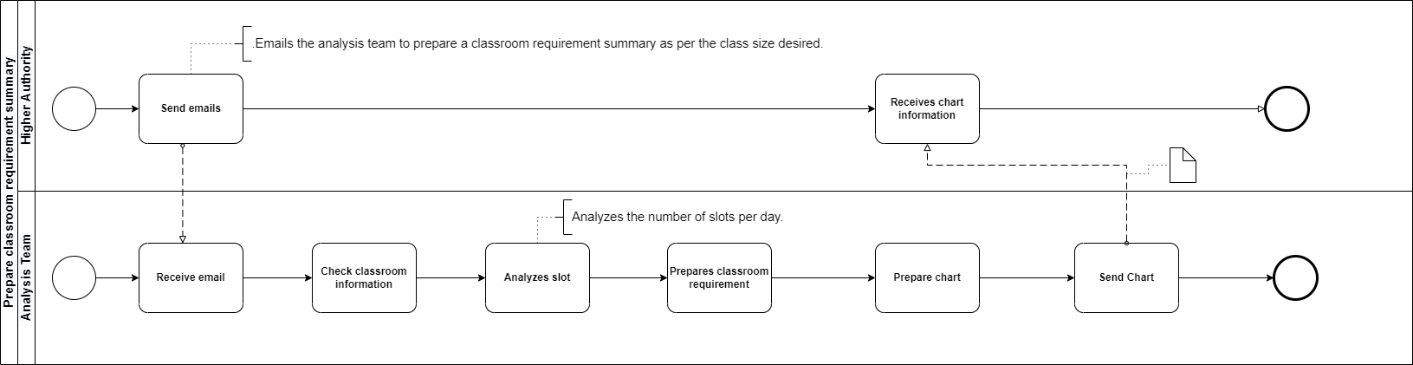 Prepare classroom requirement summary
Higher Authority
.Emails the analysis team to prepare a classroom requirement summary as per the class size desired.
Send emails
Receives chart
information
Analysis Team
Analyzes the number of slots per day.
Receive email
Check classroom
information
Analyzes slot
Prepares classroom
requirement
Prepare chart
Send Chart